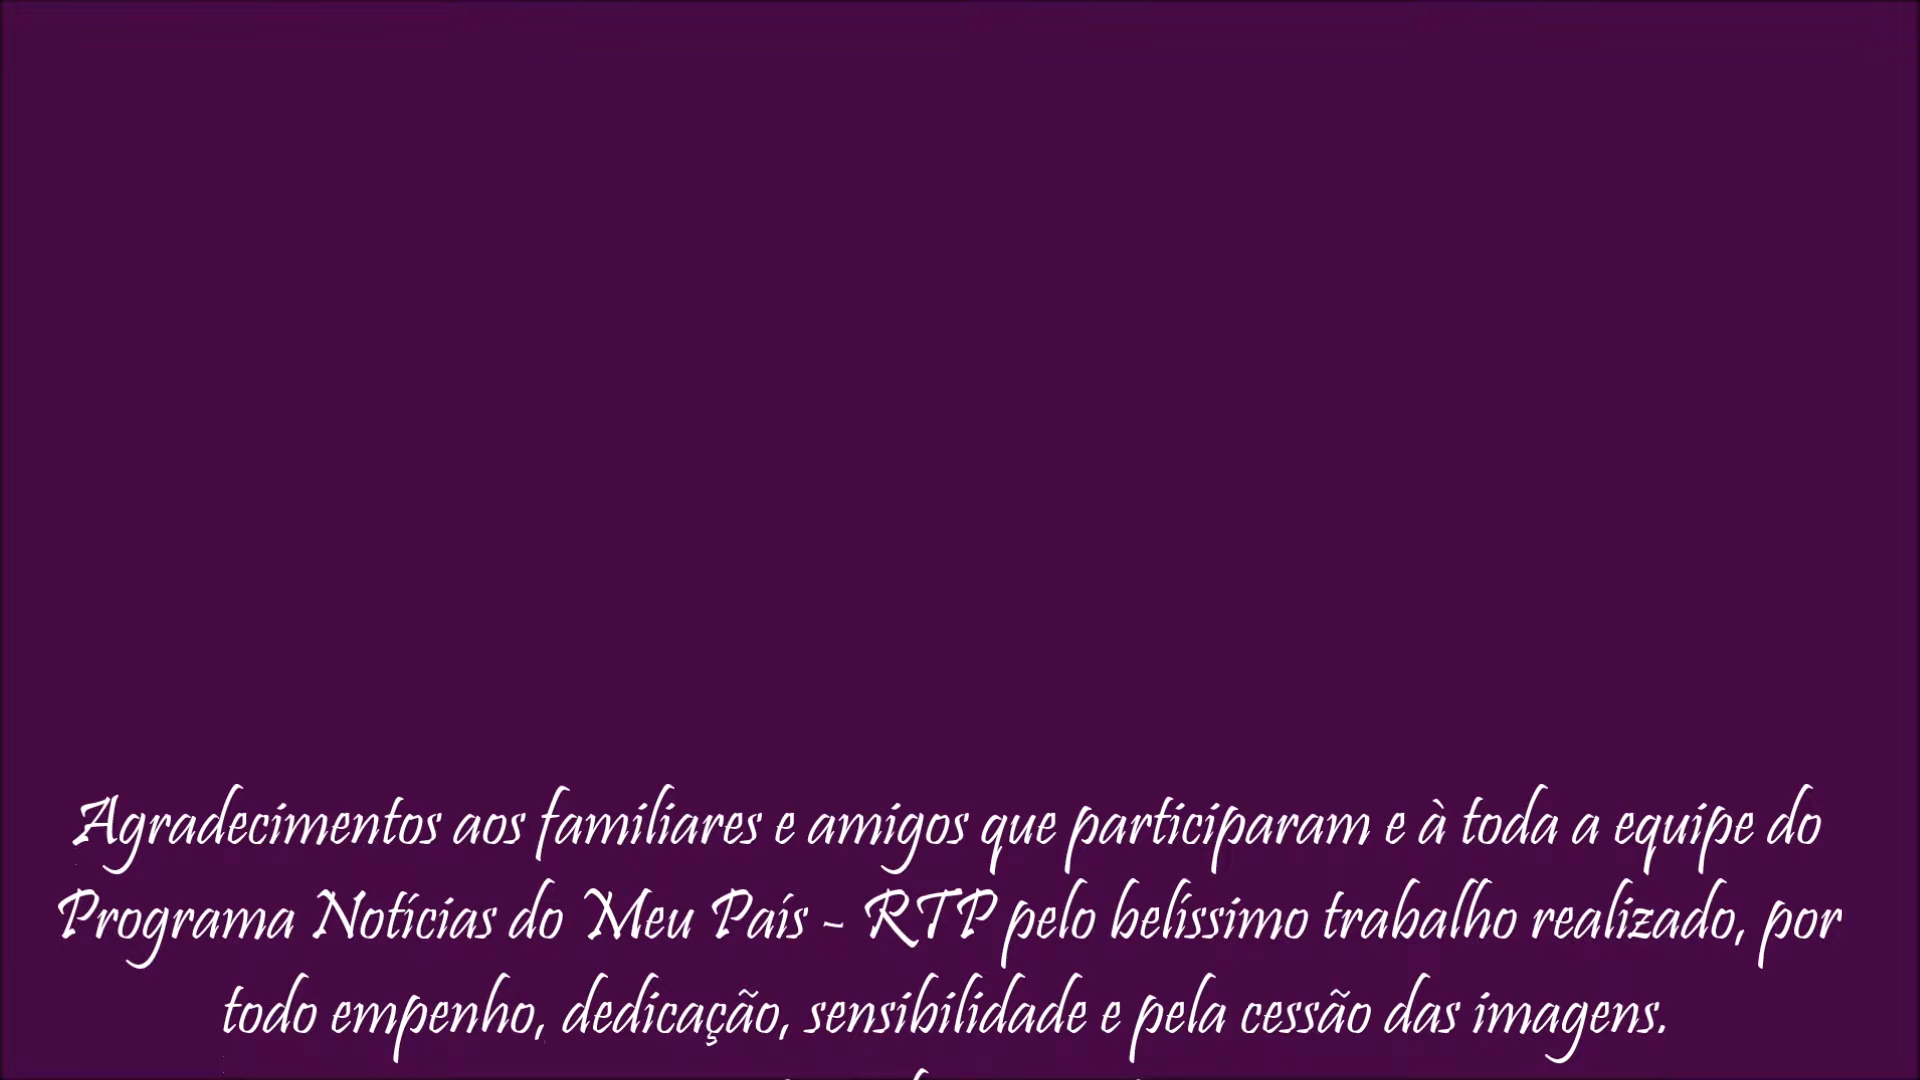 Agradecimentos aos familiares e amigos que participaram e à toda a equipe do
Programa Notícias do Meu País - RTP pelo belíssimo trabalho realizado, por
todo empenho, dedicação, sensibilidade e pela cessão das imagens.